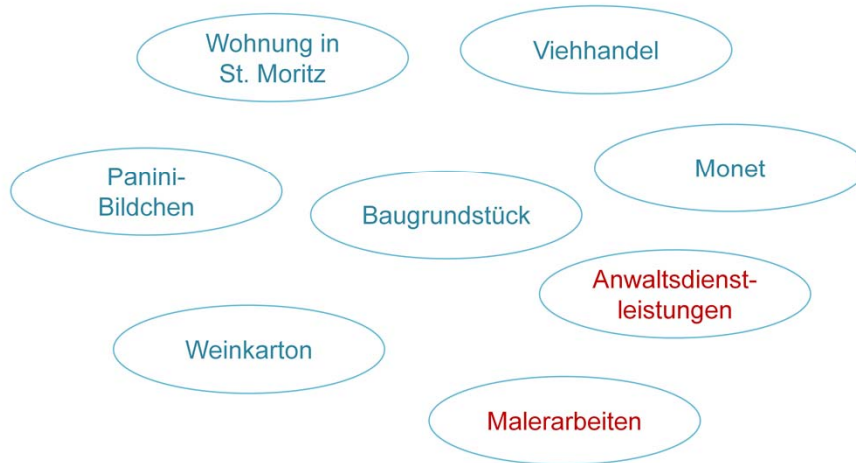 Wohnung in
St. Moritz
Viehhandel
Panini-
Bildchen
Baugrundstück
Monet
Anwaltsdienst-
leistungen
Weinkarton
Malerarbeiten